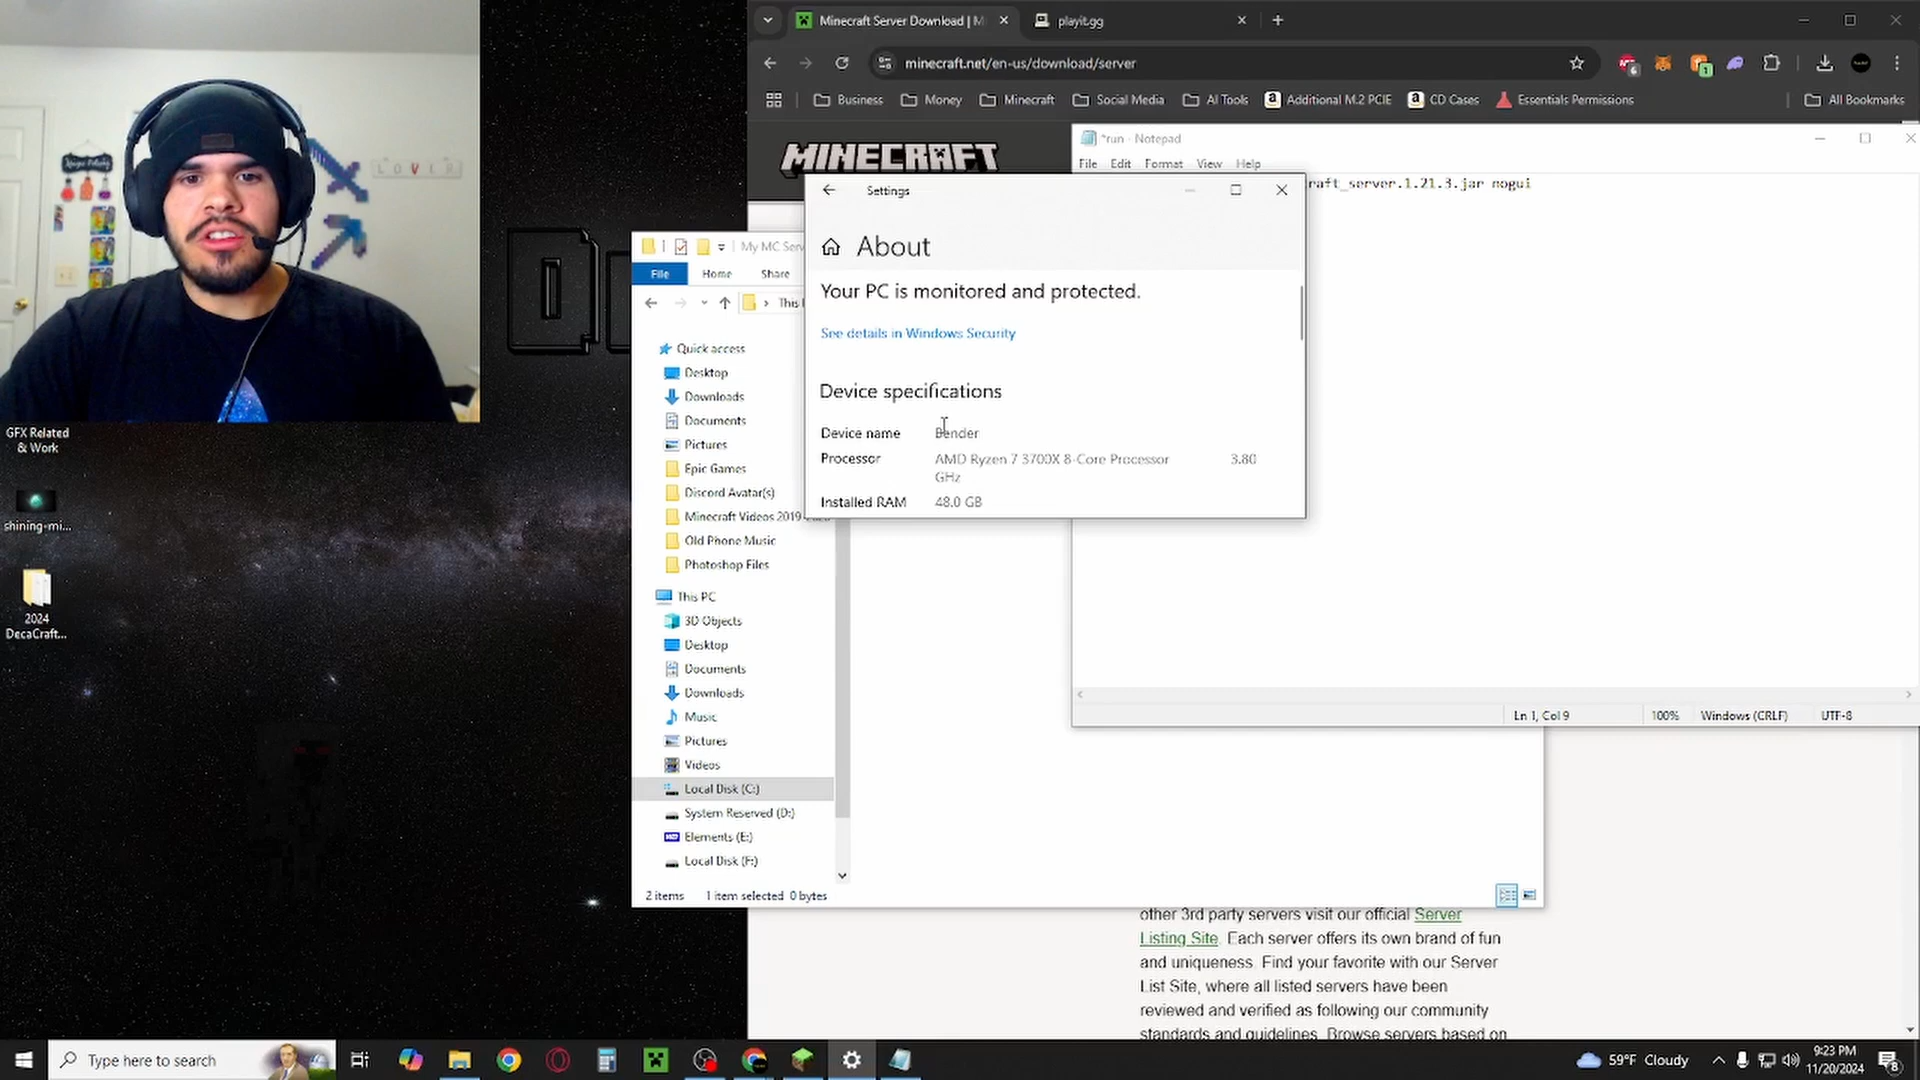 Minecraft Server Download | M
playit.gg
minecraft.net/en-us/download/server
6
1
Business
Money
Minecraft
Social Media
AI Tools
Additional M.2 PCIE
CD Cases
Essentials Permissions
All Bookmarks
MINECRAFT
*run - Notepad
File Edit Format View Help
raft_server.1.21.3.jar nogui
LOVER
Settings
About
Your PC is monitored and protected.
See details in Windows Security
Device specifications
Device name Bender
Processor AMD Ryzen 7 3700X 8-Core Processor 3.80
GHz
Installed RAM 48.0 GB
My MC Serv
File Home Share
This
Quick access
Desktop
Downloads
Documents
Pictures
Epic Games
Discord Avatar(s)
Minecraft Videos 2019
Old Phone Music
Photoshop Files
This PC
3D Objects
Desktop
Documents
Downloads
Music
Pictures
Videos
Local Disk (C:)
System Reserved (D:)
Elements (E:)
Local Disk (F:)
2 items 1 item selected 0 bytes
GFX Related
& Work
shining-mi...
2024
DecaCraft...
Ln 1, Col 9
100%
Windows (CRLF)
UTF-8
other 3rd party servers visit our official Server
Listing Site. Each server offers its own brand of fun
and uniqueness. Find your favorite with our Server
List Site, where all listed servers have been
reviewed and verified as following our community
standards and guidelines. Browse servers based on
Type here to search
59°F Cloudy
9:23 PM
11/20/2024
8